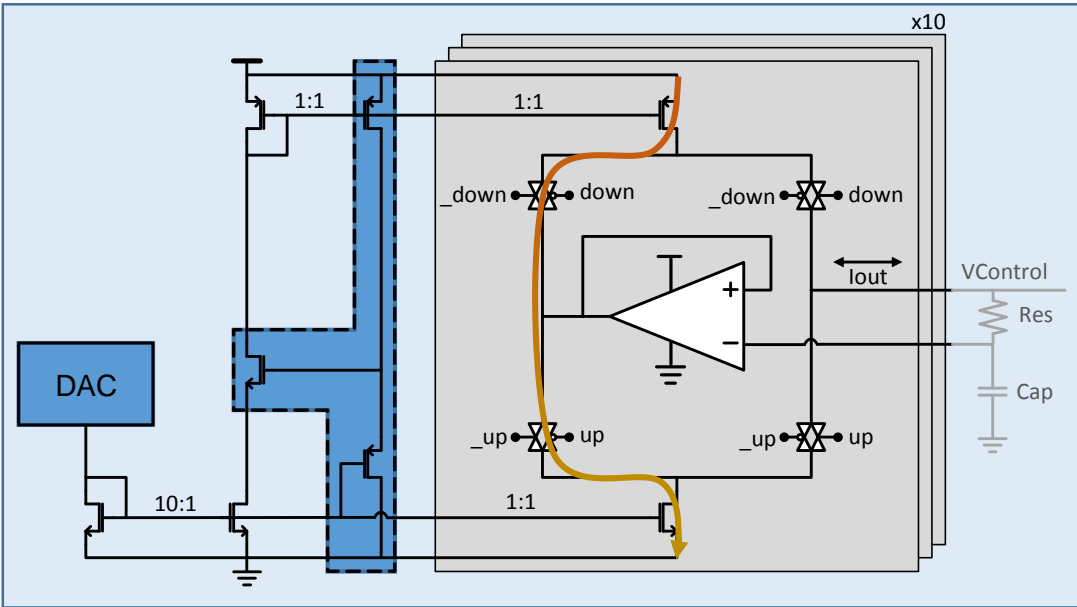 x10
1:1
1:1
_down
down
_down
down
+
Iout
VControl
Res
−
DAC
Cap
_up
up
_up
up
10:1
1:1